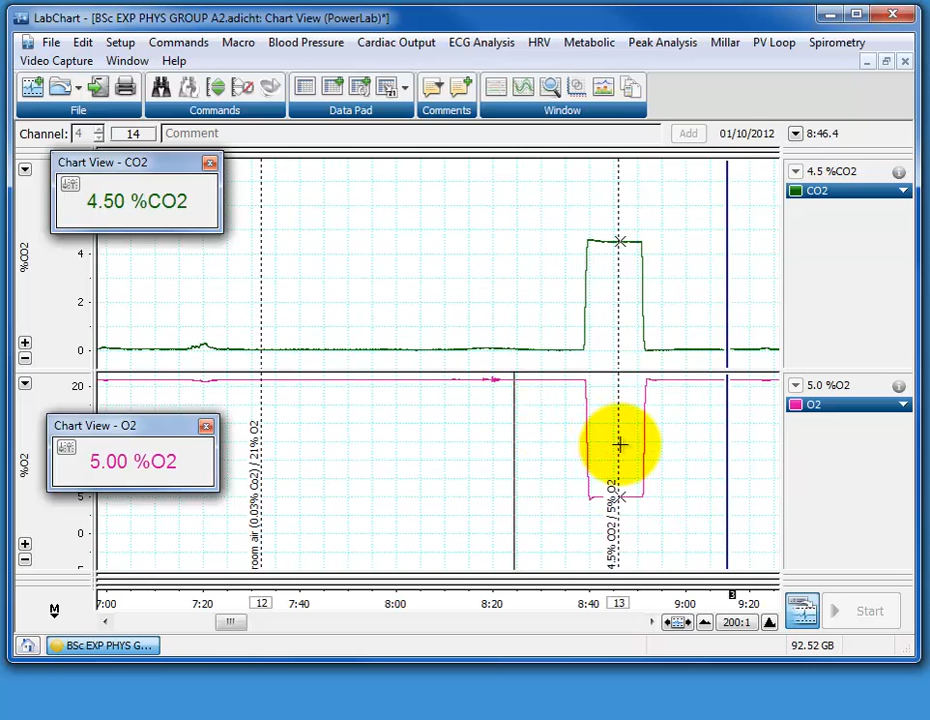 LabChart - [BSc EXP PHYS GROUP A2.adicht: Chart View (PowerLab)*]
File Edit Setup Commands Macro Blood Pressure Cardiac Output ECG Analysis HRV Metabolic Peak Analysis Millar PV Loop Spirometry
Video Capture Window Help
File Commands Data Pad Comments Window
Channel: 4 14 Comment Add 01/10/2012 8:46.4
Chart View - CO2
4.50 %CO2
4.5 %CO2
CO2
%CO2
4
2
0
Chart View - O2
5.00 %O2
5.0 %O2
O2
%O2
20
5
0
room air (0.03% Co2) / 21% O2
4.5% CO2 / 5% O2
M
7:00 7:20 12 7:40 8:00 8:20 8:40 13 9:00 3 9:20
200:1
Start
BSc EXP PHYS G...
92.52 GB